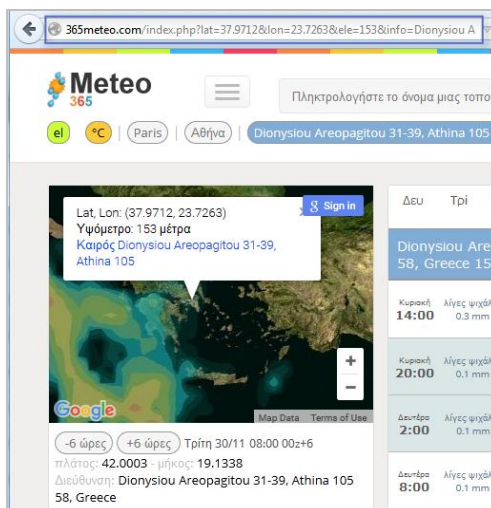 365meteo.com/index.php?lat=37.9712&lon=23.7263&ele=153&info=Dionysiou A
Meteo
365
Πληκτρολογήστε το όνομα μιας τοπο
el °C Paris Αθήνα Dionysiou Areopagitou 31-39, Athina 105
Lat, Lon: (37.9712, 23.7263)
Υψόμετρο: 153 μέτρα
Καιρός Dionysiou Areopagitou 31-39,
Athina 105
Sign in
+
−
Google
Map Data Terms of Use
-6 ώρες +6 ώρες Τρίτη 30/11 08:00 00z+6
πλάτος: 42.0003 - μήκος: 19.1338
Διεύθυνση: Dionysiou Areopagitou 31-39, Athina 105
58, Greece
Δευ Τρί
Dionysiou Are
58, Greece 15
Κυριακή λίγες ψιχάλ
14:00 0.3 mm
Κυριακή λίγες ψιχάλ
20:00 0.1 mm
Δευτέρα λίγες ψιχάλ
2:00 0.1 mm
Δευτέρα λίγες ψιχάλ
8:00 0.1 mm